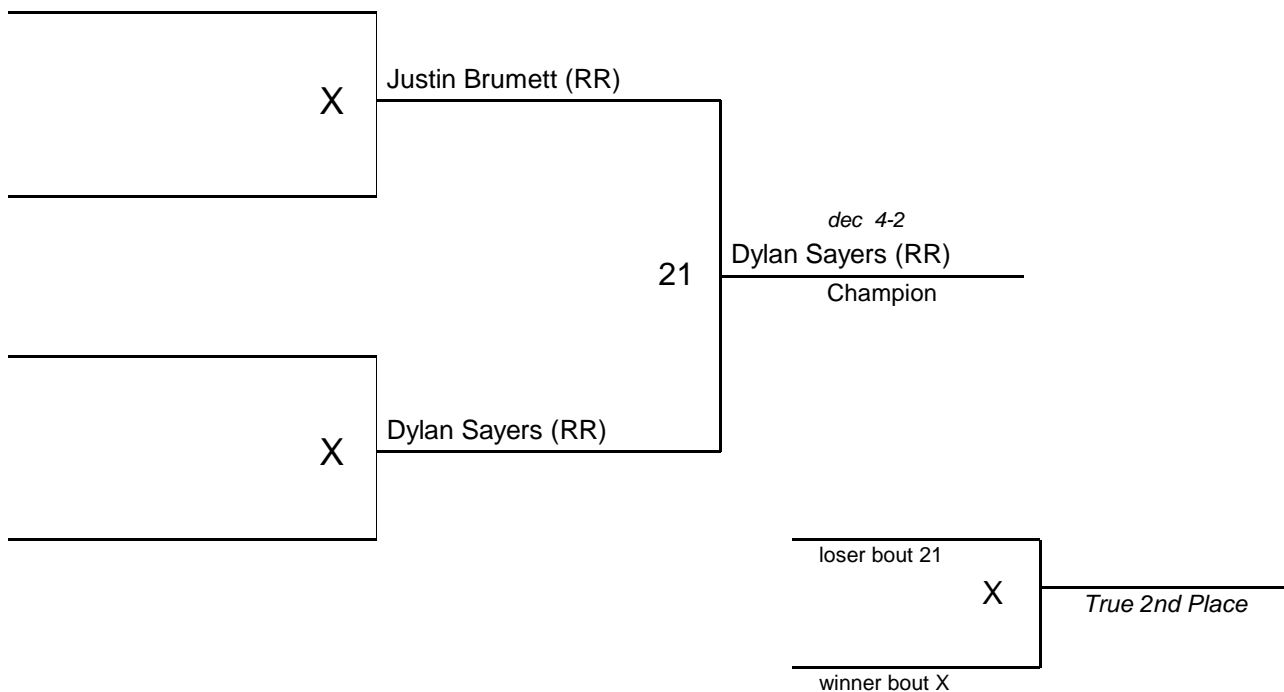 X
Justin Brumett (RR)
21
dec 4-2
Dylan Sayers (RR)
Champion
X
Dylan Sayers (RR)
loser bout 21
X
True 2nd Place
winner bout X